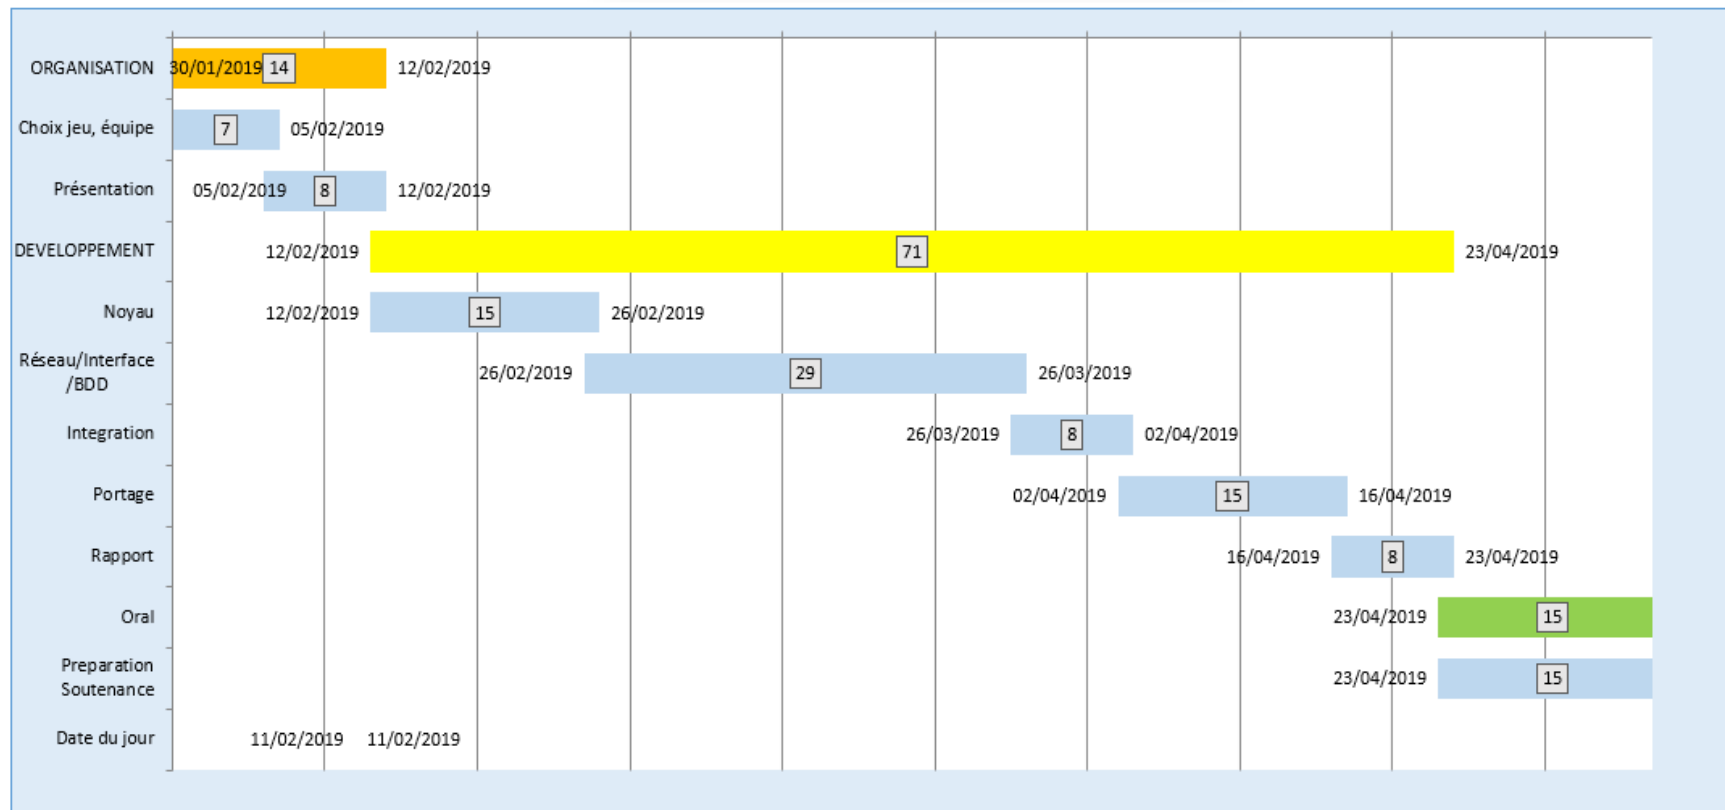 ORGANISATION 30/01/2019 14 12/02/2019
Choix jeu, équipe 7 05/02/2019
Présentation 05/02/2019 8 12/02/2019
DEVELOPPEMENT 12/02/2019 71 23/04/2019
Noyau 12/02/2019 15 26/02/2019
Réseau/Interface
/BDD 26/02/2019 29 26/03/2019
Integration 26/03/2019 8 02/04/2019
Portage 02/04/2019 15 16/04/2019
Rapport 16/04/2019 8 23/04/2019
Oral 23/04/2019 15
Preparation
Soutenance 23/04/2019 15
Date du jour 11/02/2019 11/02/2019